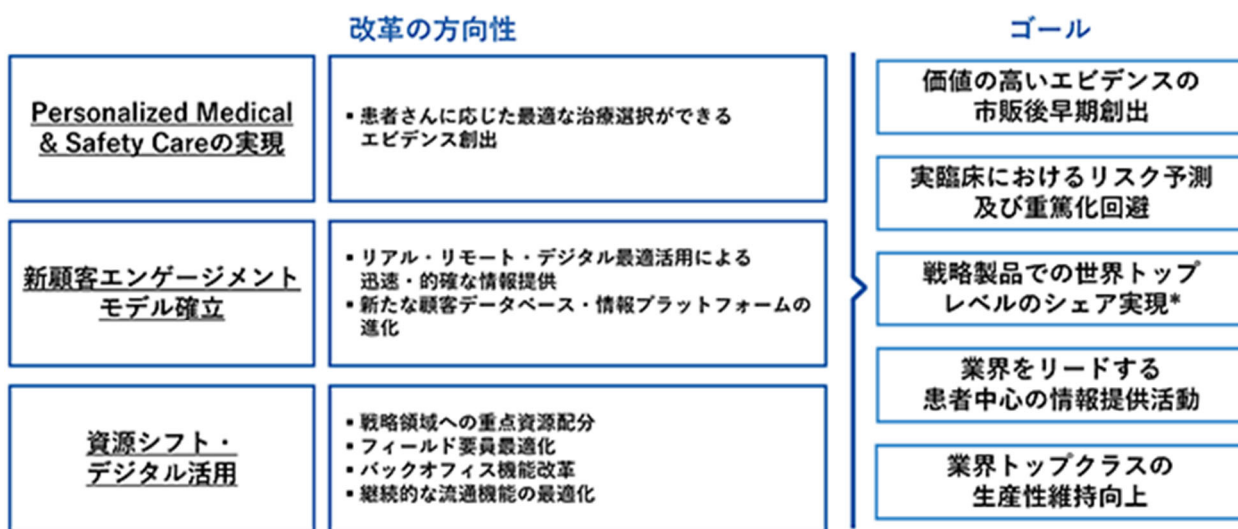 改革の方向性
ゴール
Personalized Medical
& Safety Careの実現
▪ 患者さんに応じた最適な治療選択ができる
エビデンス創出
新顧客エンゲージメント
モデル確立
▪ リアル・リモート・デジタル最適活用による
迅速・的確な情報提供
▪ 新たな顧客データベース・情報プラットフォームの
進化
資源シフト・
デジタル活用
▪ 戦略領域への重点資源配分
▪ フィールド要員最適化
▪ バックオフィス機能改革
▪ 継続的な流通機能の最適化
価値の高いエビデンスの
市販後早期創出
実臨床におけるリスク予測
及び重篤化回避
戦略製品での世界トップ
レベルのシェア実現*
業界をリードする
患者中心の情報提供活動
業界トップクラスの
生産性維持向上